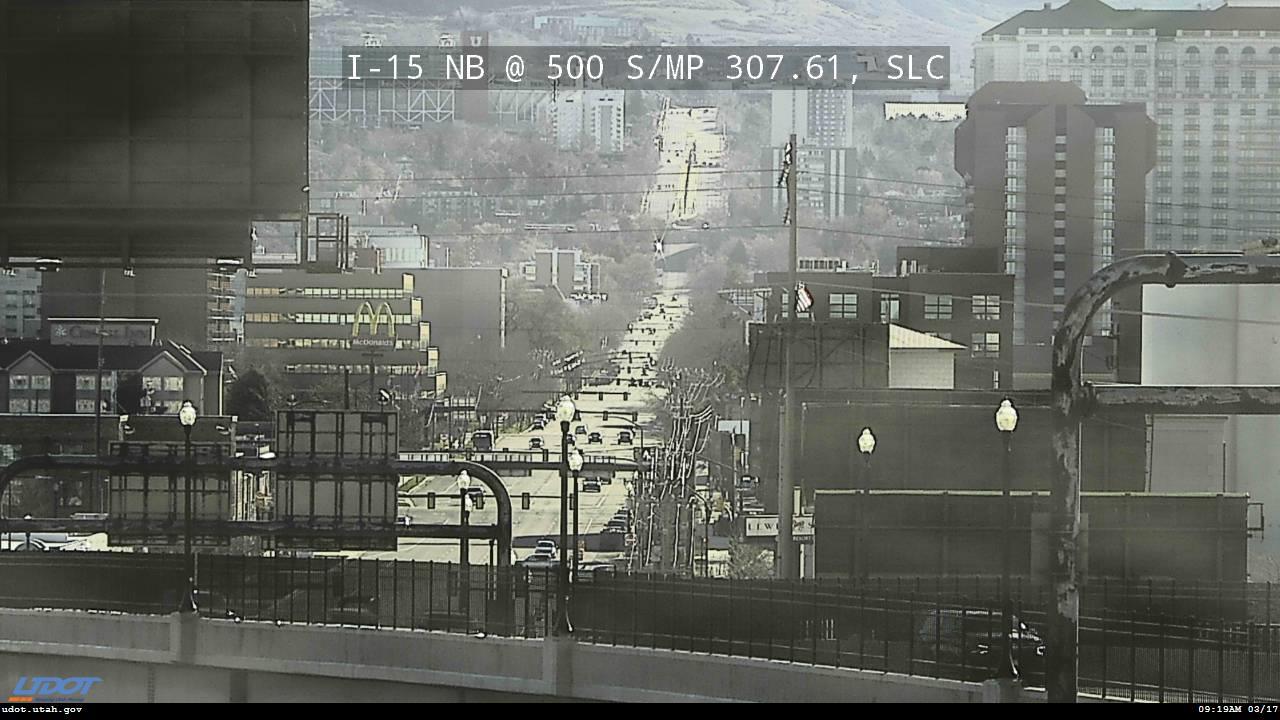 I-15 NB @ 500 S/MP 307.61, SLC
U
McDonald's
UDOT
udot.utah.gov
09:19AM 03/17